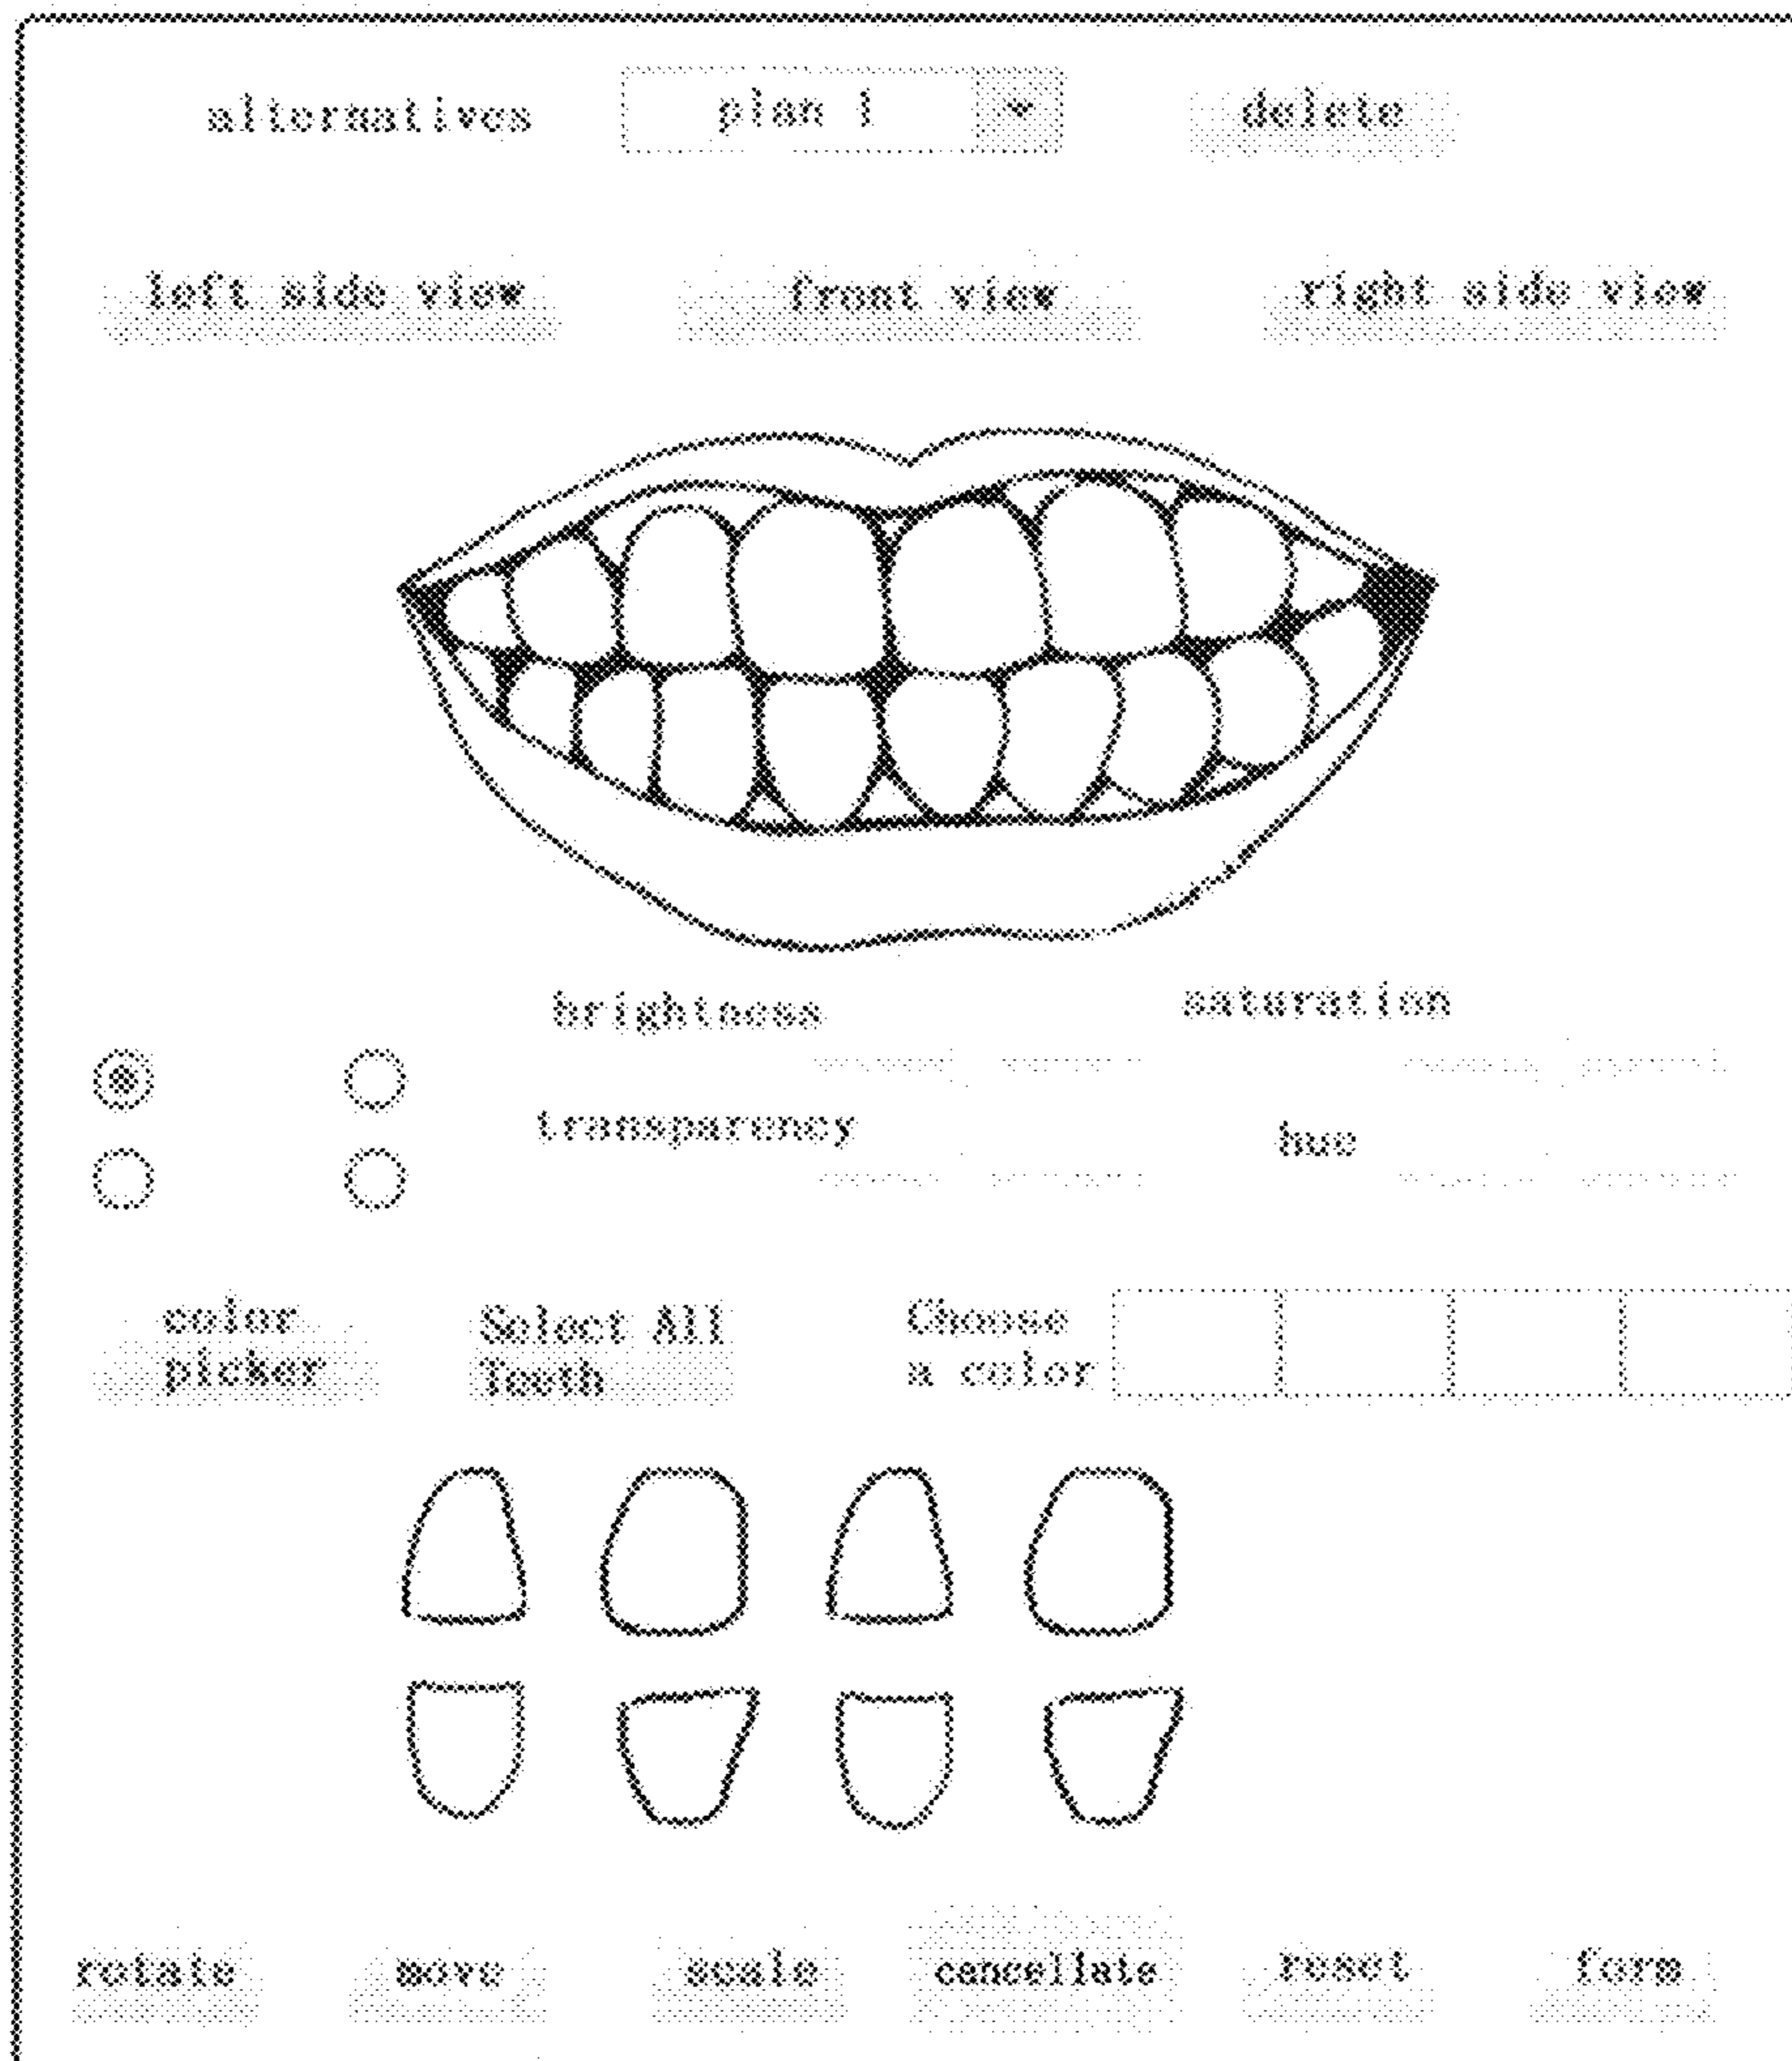 alternatives plan 1 delete
left side view front view right side view
brightness saturation
transparency hue
color picker Select All Teeth Choose a color
rotate move scale cancellate reset form